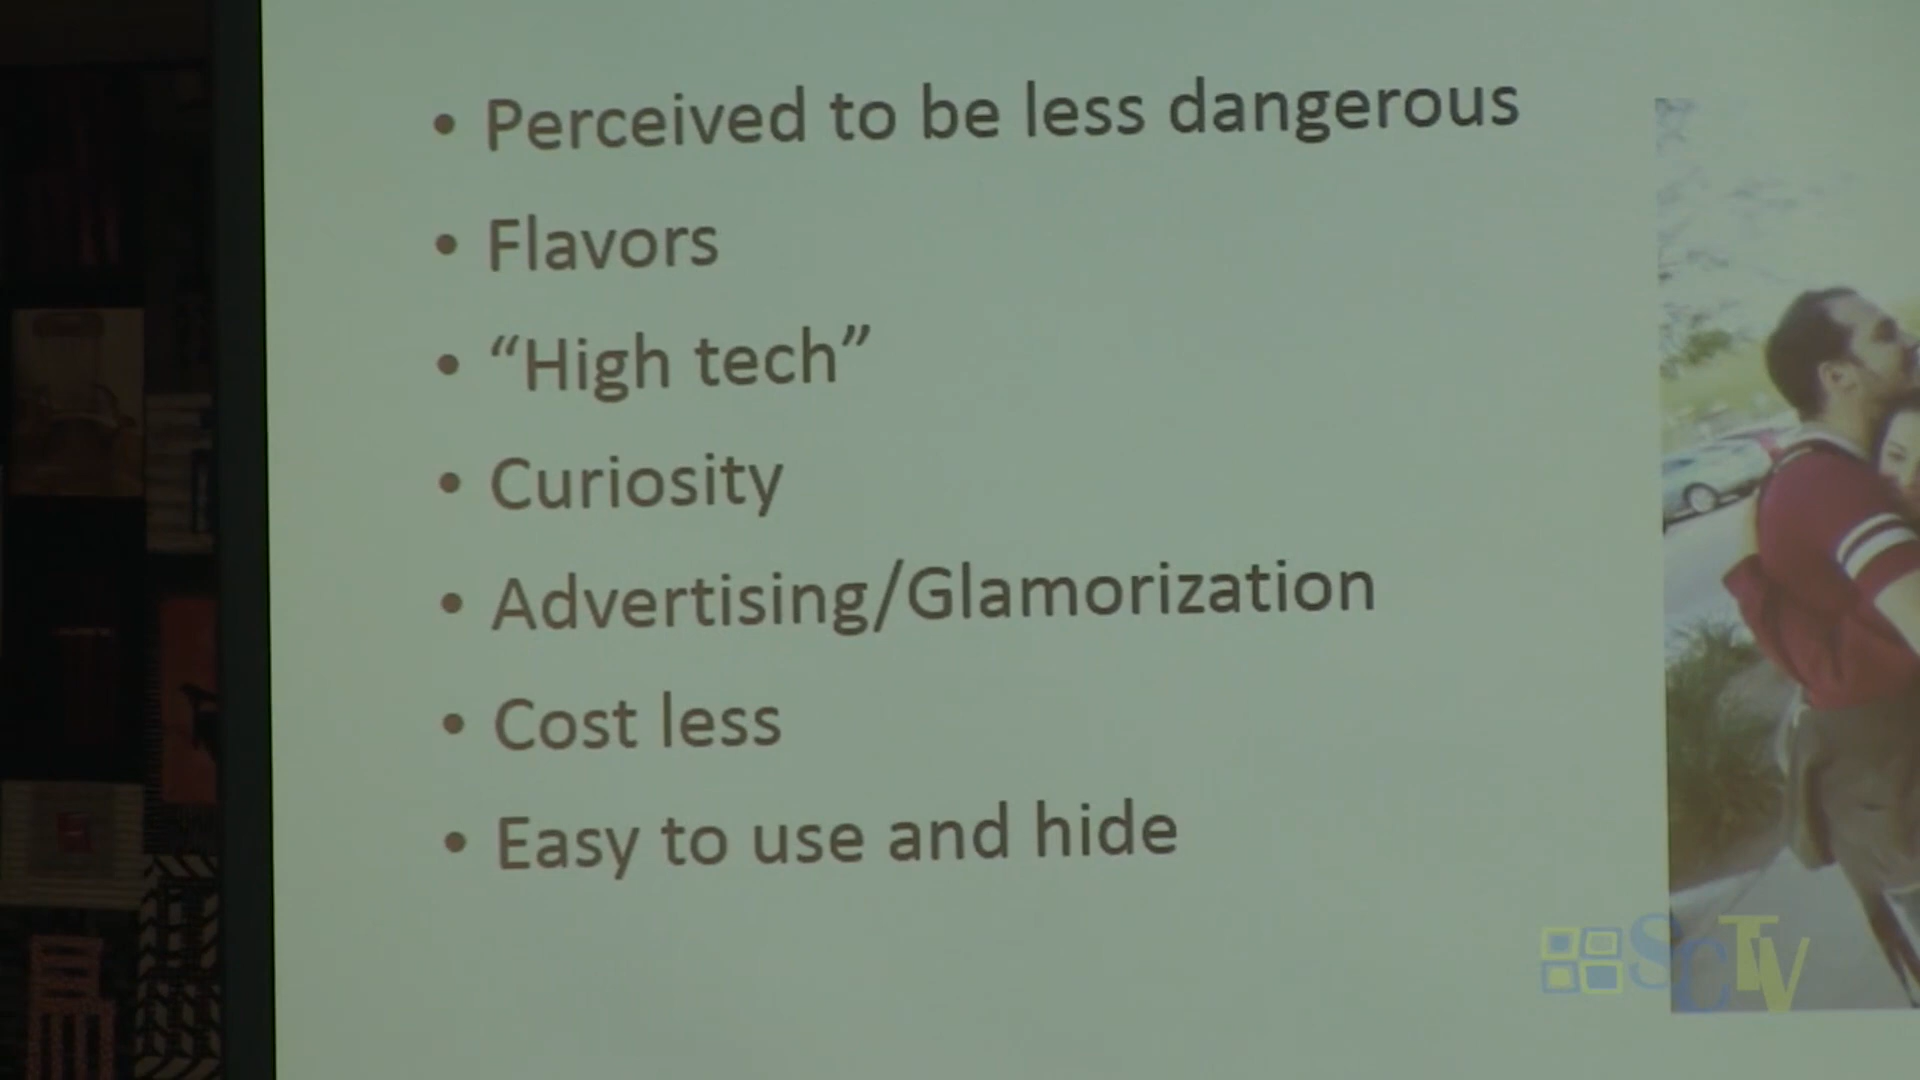 • Perceived to be less dangerous
• Flavors
• “High tech”
• Curiosity
• Advertising/Glamorization
• Cost less
• Easy to use and hide
SCTV